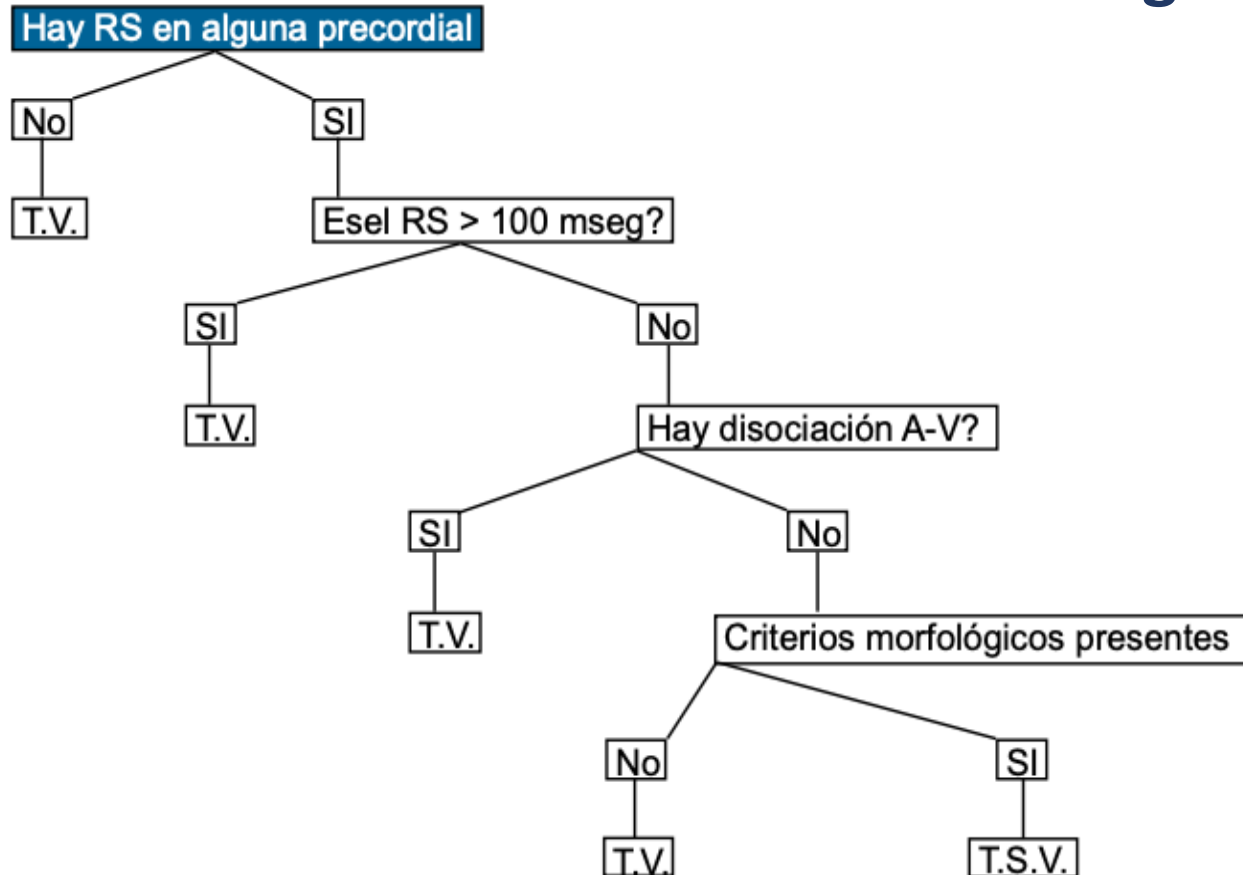 g
Hay RS en alguna precordial
No
SI
T.V.
Esel RS > 100 mseg?
SI
No
T.V.
Hay disociación A-V?
SI
No
T.V.
Criterios morfológicos presentes
No
SI
T.V.
T.S.V.